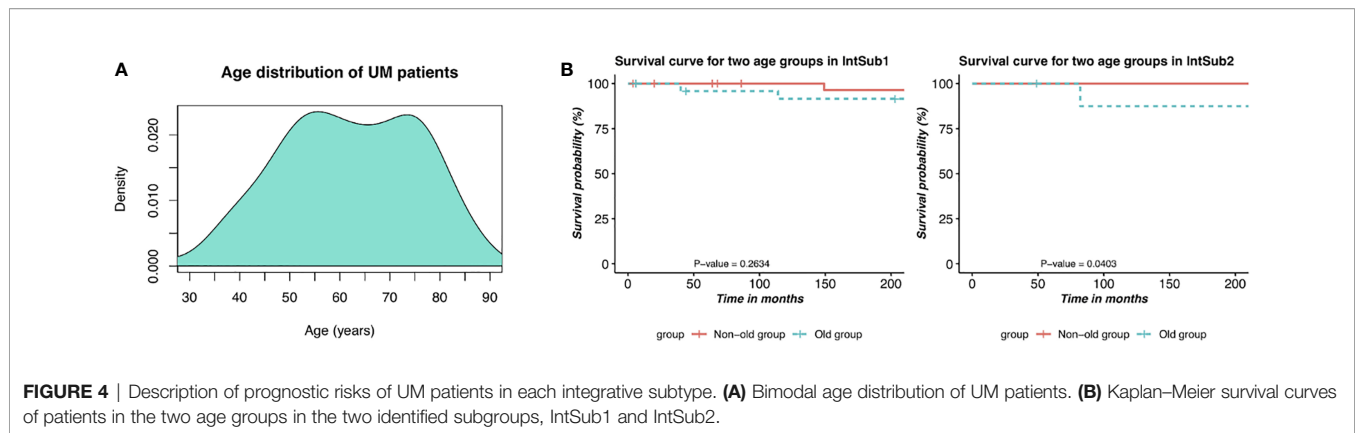 A
Age distribution of UM patients
Density
0.020
0.010
0.000
30 40 50 60 70 80 90
Age (years)
B
Survival curve for two age groups in IntSub1
Survival probability (%)
100
75
50
25
0
P-value = 0.2634
0 50 100 150 200
Time in months
group Non-old group Old group
Survival curve for two age groups in IntSub2
Survival probability (%)
100
75
50
25
0
P-value = 0.0403
0 50 100 150 200
Time in months
group Non-old group Old group
FIGURE 4 | Description of prognostic risks of UM patients in each integrative subtype. (A) Bimodal age distribution of UM patients. (B) Kaplan–Meier survival curves
of patients in the two age groups in the two identified subgroups, IntSub1 and IntSub2.